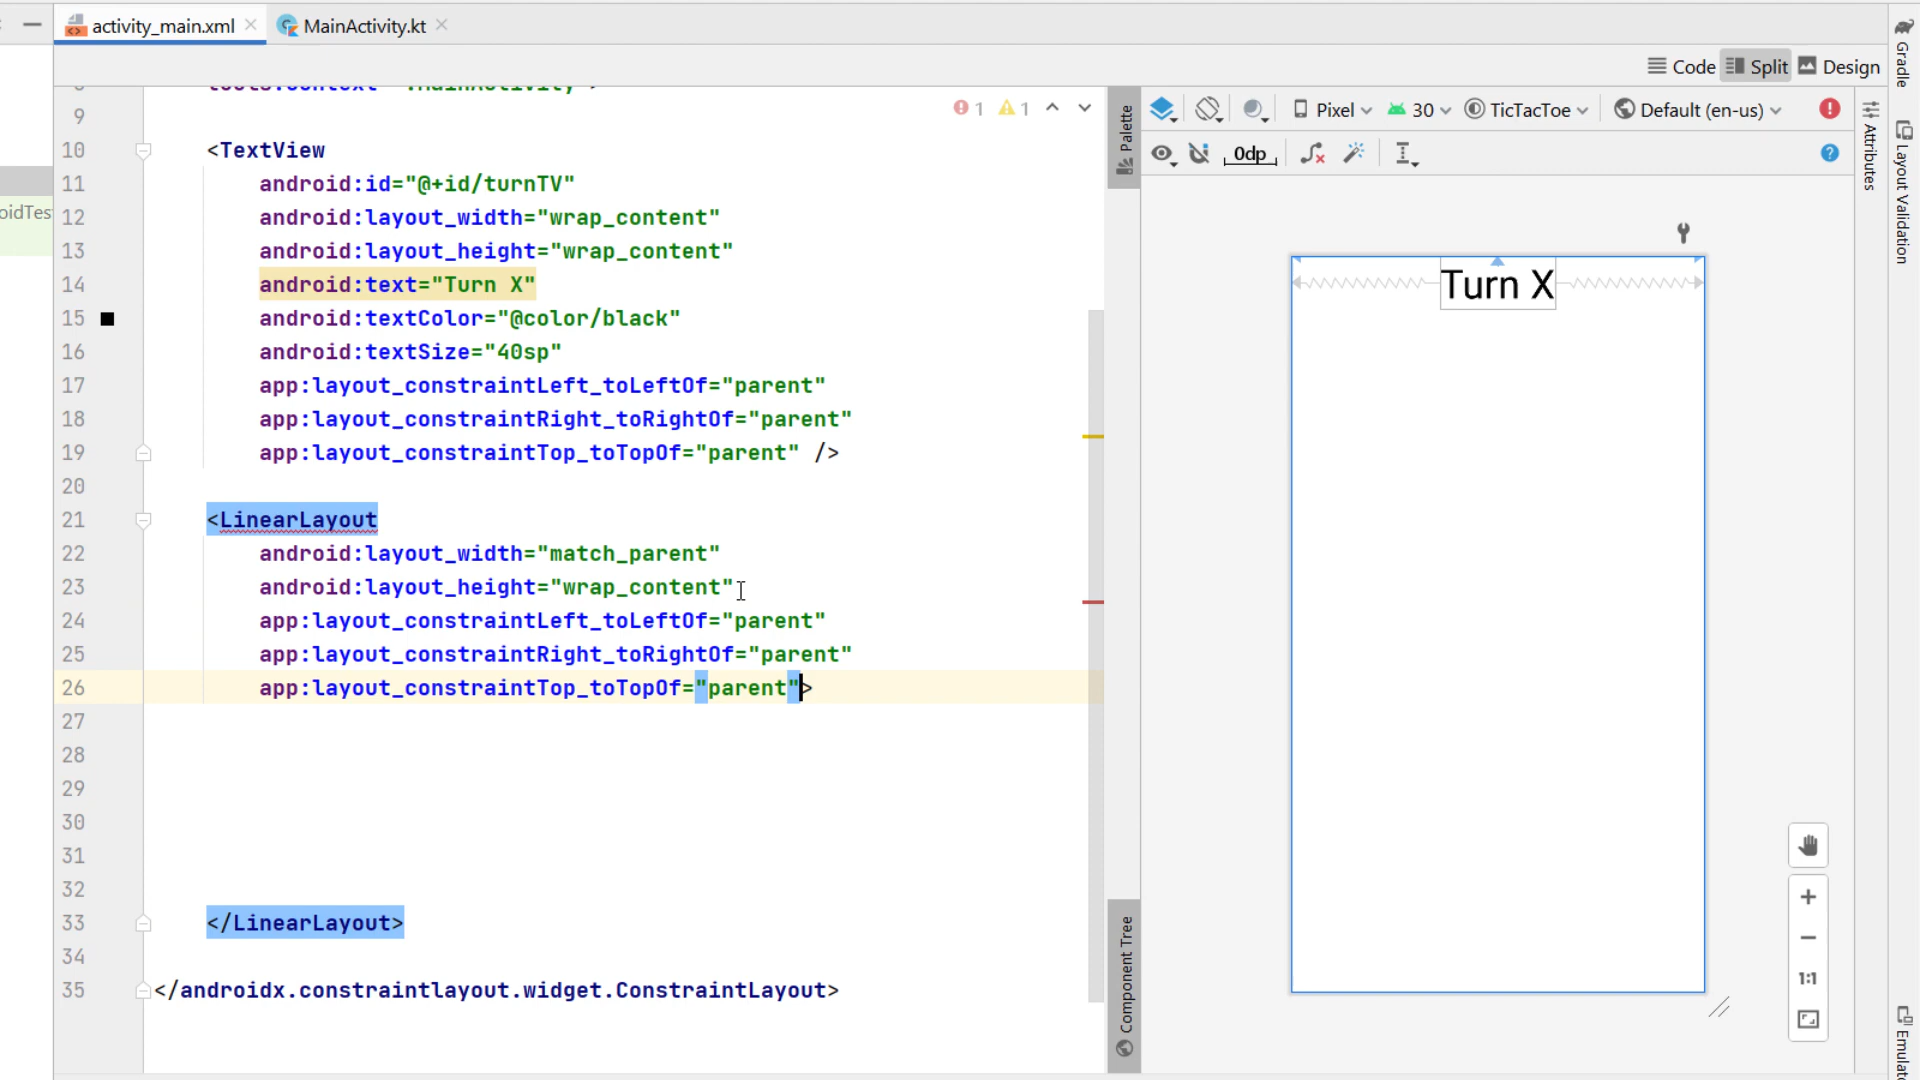 activity_main.xml
MainActivity.kt
Gradle
Code
Split
Design
9
10 <TextView
11 android:id="@+id/turnTV"
12 android:layout_width="wrap_content"
13 android:layout_height="wrap_content"
14 android:text="Turn X"
15 android:textColor="@color/black"
16 android:textSize="40sp"
17 app:layout_constraintLeft_toLeftOf="parent"
18 app:layout_constraintRight_toRightOf="parent"
19 app:layout_constraintTop_toTopOf="parent" />
20
21 <LinearLayout
22 android:layout_width="match_parent"
23 android:layout_height="wrap_content"
24 app:layout_constraintLeft_toLeftOf="parent"
25 app:layout_constraintRight_toRightOf="parent"
26 app:layout_constraintTop_toTopOf="parent">
27
28
29
30
31
32
33 </LinearLayout>
34
35 </androidx.constraintlayout.widget.ConstraintLayout>
1
1
oidTes
Palette
Component Tree
Pixel
30
TicTacToe
Default (en-us)
0dp
Turn X
1:1
Attributes
Layout Validation